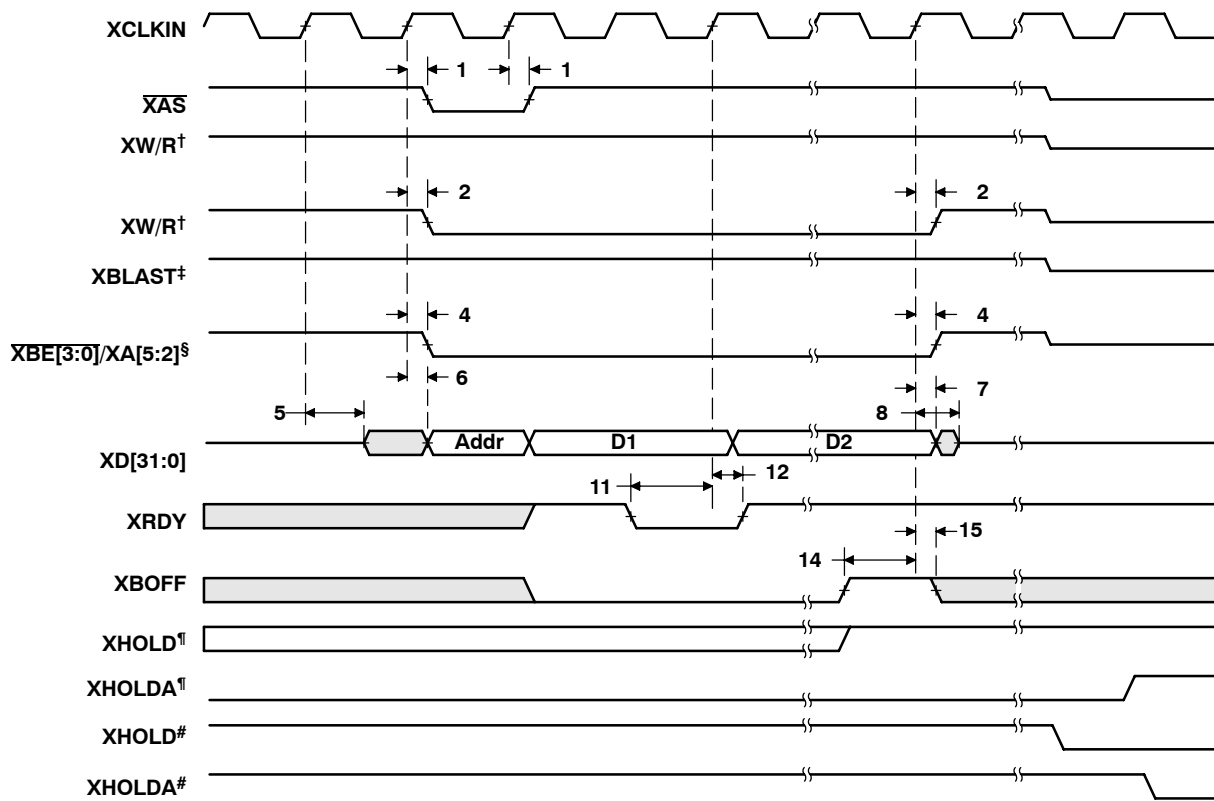 XCLKIN
1 1
XAS
XW/R†
2 2
XW/R†
XBLAST‡
4 4
XBE[3:0]/XA[5:2]§
6 7
5 8
Addr D1 D2
XD[31:0]
11 12
XRDY
15
14
XBOFF
XHOLD¶
XHOLDA¶
XHOLD#
XHOLDA#